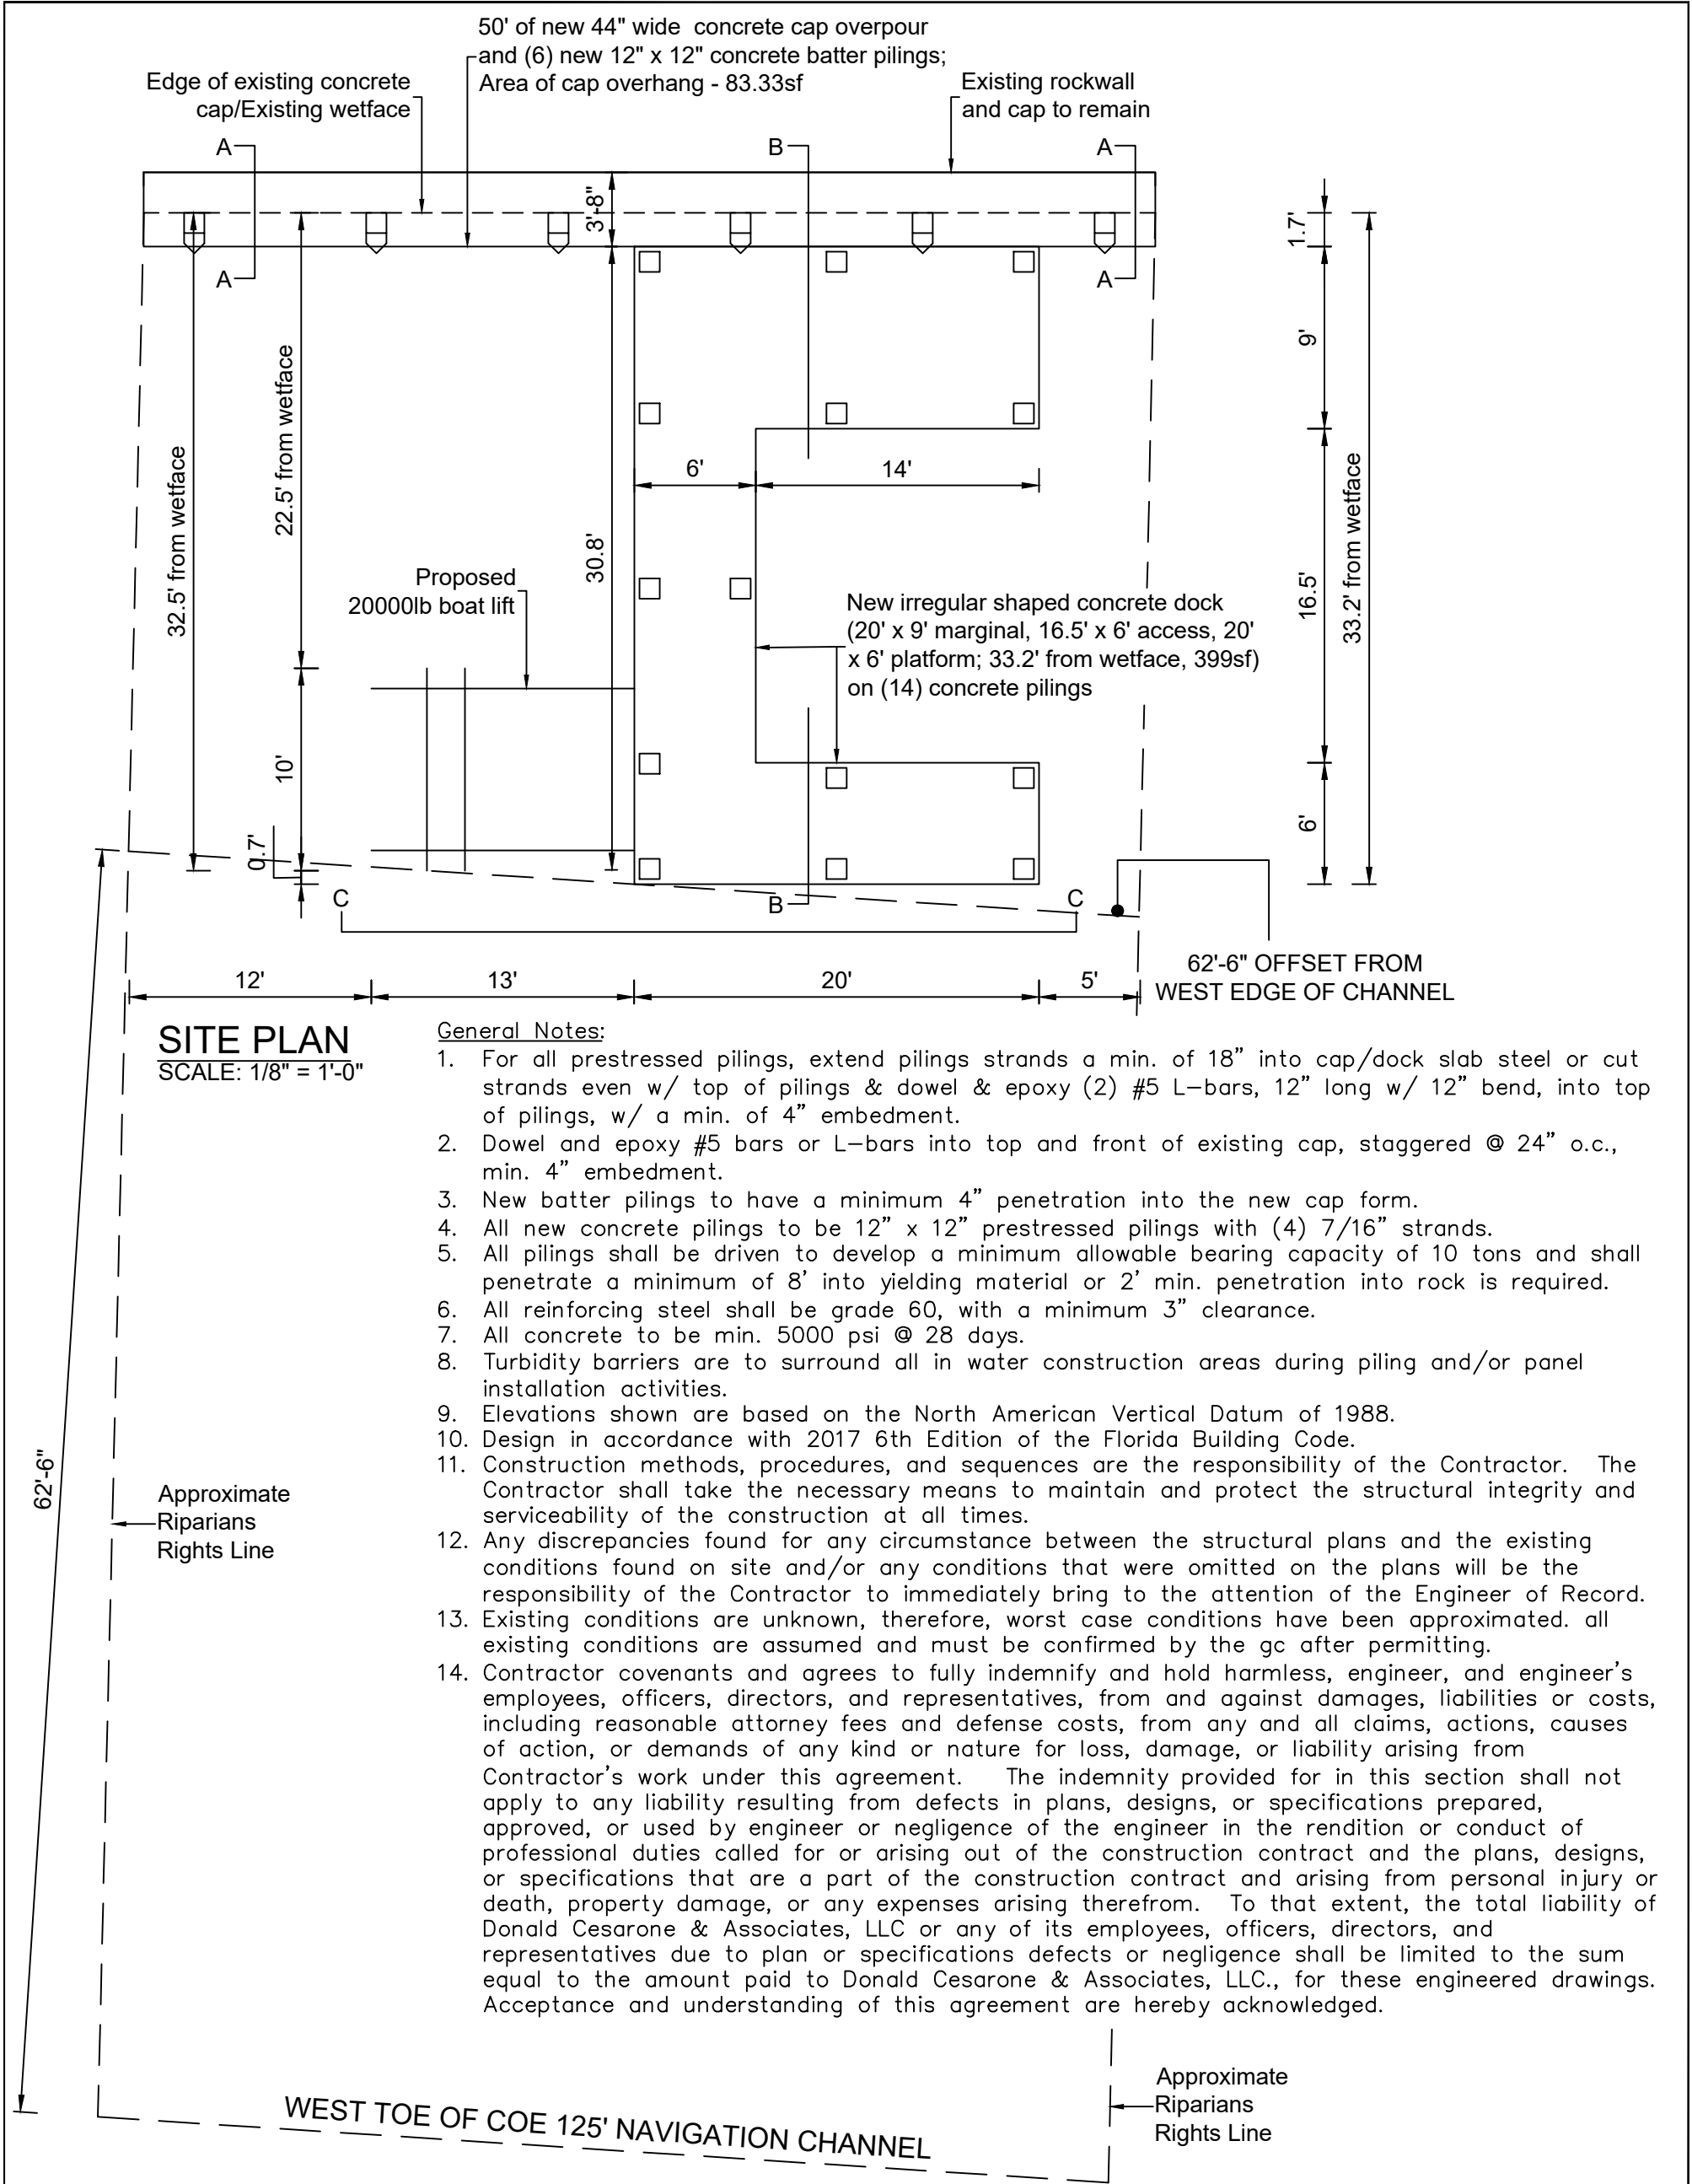 50' of new 44" wide  concrete cap overpour
and (6) new 12" x 12" concrete batter pilings;
Area of cap overhang - 83.33sf
Edge of existing concrete
cap/Existing wetface
Existing rockwall
and cap to remain
A
B
A
3'-8"
1.7'
A
A
9'
22.5' from wetface
32.5' from wetface
6'
14'
33.2' from wetface
30.8'
16.5'
Proposed
20000lb boat lift
New irregular shaped concrete dock
(20' x 9' marginal, 16.5' x 6' access, 20'
x 6' platform; 33.2' from wetface, 399sf)
on (14) concrete pilings
10'
0.7'
6'
C
B
C
62'-6" OFFSET FROM
WEST EDGE OF CHANNEL
12'
13'
20'
5'
SITE PLAN
SCALE: 1/8" = 1'-0"
General Notes:
1. For all prestressed pilings, extend pilings strands a min. of 18" into cap/dock slab steel or cut
strands even w/ top of pilings & dowel & epoxy (2) #5 L-bars, 12" long w/ 12" bend, into top
of pilings, w/ a min. of 4" embedment.
2. Dowel and epoxy #5 bars or L-bars into top and front of existing cap, staggered @ 24" o.c.,
min. 4" embedment.
3. New batter pilings to have a minimum 4" penetration into the new cap form.
4. All new concrete pilings to be 12" x 12" prestressed pilings with (4) 7/16" strands.
5. All pilings shall be driven to develop a minimum allowable bearing capacity of 10 tons and shall
penetrate a minimum of 8' into yielding material or 2' min. penetration into rock is required.
6. All reinforcing steel shall be grade 60, with a minimum 3" clearance.
7. All concrete to be min. 5000 psi @ 28 days.
8. Turbidity barriers are to surround all in water construction areas during piling and/or panel
installation activities.
9. Elevations shown are based on the North American Vertical Datum of 1988.
10. Design in accordance with 2017 6th Edition of the Florida Building Code.
11. Construction methods, procedures, and sequences are the responsibility of the Contractor. The
Contractor shall take the necessary means to maintain and protect the structural integrity and
serviceability of the construction at all times.
12. Any discrepancies found for any circumstance between the structural plans and the existing
conditions found on site and/or any conditions that were omitted on the plans will be the
responsibility of the Contractor to immediately bring to the attention of the Engineer of Record.
13. Existing conditions are unknown, therefore, worst case conditions have been approximated. all
existing conditions are assumed and must be confirmed by the gc after permitting.
14. Contractor covenants and agrees to fully indemnify and hold harmless, engineer, and engineer's
employees, officers, directors, and representatives, from and against damages, liabilities or costs,
including reasonable attorney fees and defense costs, from any and all claims, actions, causes
of action, or demands of any kind or nature for loss, damage, or liability arising from
Contractor's work under this agreement. The indemnity provided for in this section shall not
apply to any liability resulting from defects in plans, designs, or specifications prepared,
approved, or used by engineer or negligence of the engineer in the rendition or conduct of
professional duties called for or arising out of the construction contract and the plans, designs,
or specifications that are a part of the construction contract and arising from personal injury or
death, property damage, or any expenses arising therefrom. To that extent, the total liability of
Donald Cesarone & Associates, LLC or any of its employees, officers, directors, and
representatives due to plan or specifications defects or negligence shall be limited to the sum
equal to the amount paid to Donald Cesarone & Associates, LLC., for these engineered drawings.
Acceptance and understanding of this agreement are hereby acknowledged.
62'-6"
Approximate
Riparians
Rights Line
WEST TOE OF COE 125' NAVIGATION CHANNEL
Approximate
Riparians
Rights Line